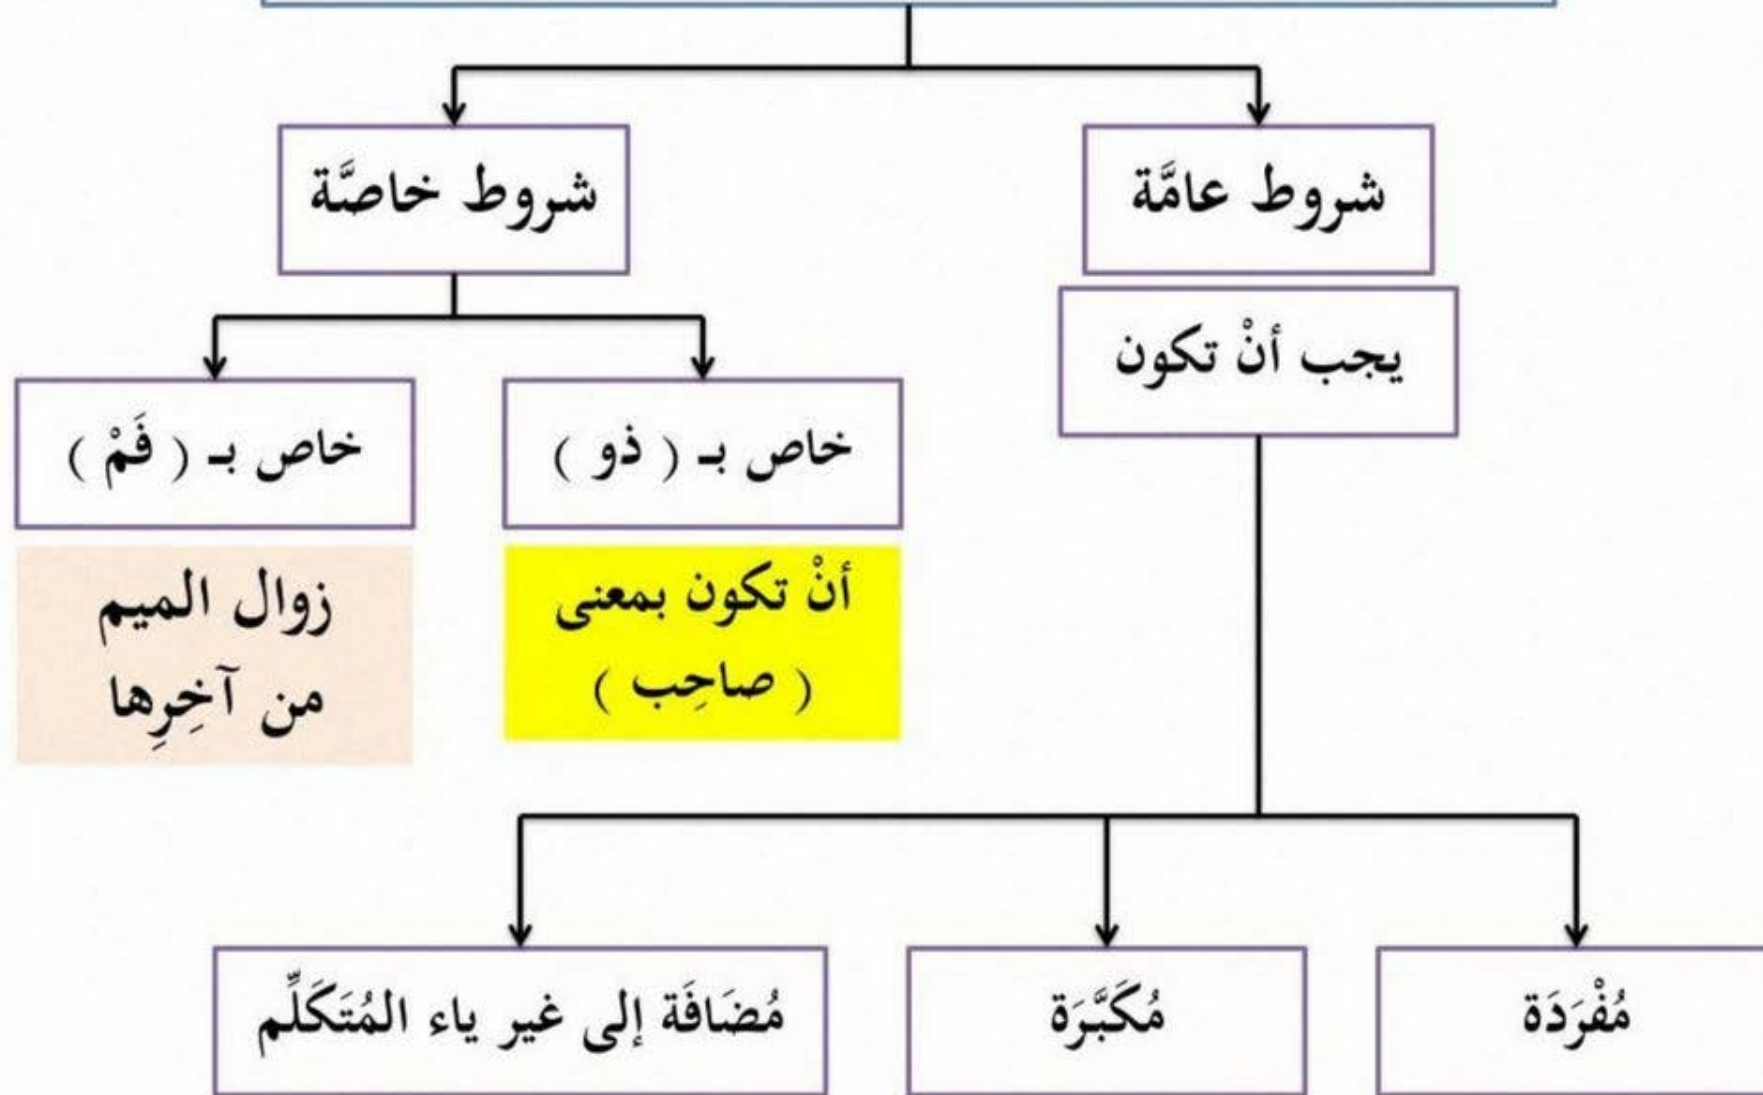 شروط عامَّة
شروط خاصَّة
يجب أنْ تكون
خاص بـ ( ذو )
خاص بـ ( فَمْ )
أنْ تكون بمعنى
( صاحِب )
زوال الميم
من آخِرِها
مُفْرَدَة
مُكَبَّرَة
مُضَافَة إلى غير ياء المُتَكَلِّم